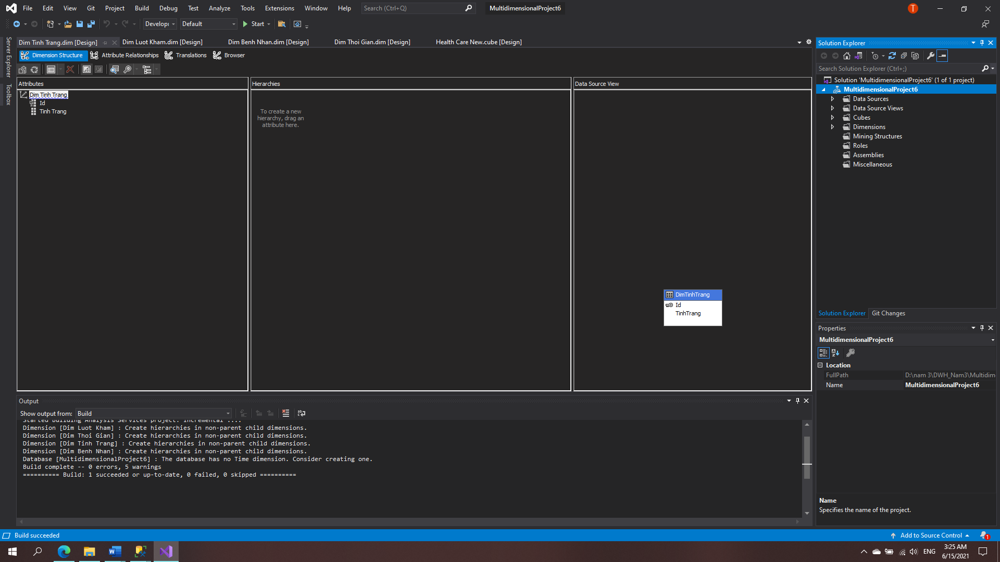 File Edit View Git Project Build Debug Test Analyze Tools Extensions Window Help Search (Ctrl+Q) MultidimensionalProject6 T
Developi Default Start
Server Explorer
Toolbox
Dim Tinh Trang.dim [Design] Dim Luot Kham.dim [Design] Dim Benh Nhan.dim [Design] Dim Thoi Gian.dim [Design] Health Care New.cube [Design]
Dimension Structure Attribute Relationships Translations Browser
Attributes
Dim Tinh Trang
Id
Tinh Trang
Hierarchies
To create a new
hierarchy, drag an
attribute here.
Data Source View
DimTinhTrang
Id
TinhTrang
Solution Explorer
Search Solution Explorer (Ctrl+;)
Solution 'MultidimensionalProject6' (1 of 1 project)
MultidimensionalProject6
Data Sources
Data Source Views
Cubes
Dimensions
Mining Structures
Roles
Assemblies
Miscellaneous
Solution Explorer Git Changes
Properties
MultidimensionalProject6
Location
FullPath D:\nam 3\DWH_Nam3\Multidim
Name MultidimensionalProject6
Name
Specifies the name of the project.
Output
Show output from: Build
Started Building Analysis Services project: Incremental ....
Dimension [Dim Luot Kham] : Create hierarchies in non-parent child dimensions.
Dimension [Dim Thoi Gian] : Create hierarchies in non-parent child dimensions.
Dimension [Dim Tinh Trang] : Create hierarchies in non-parent child dimensions.
Dimension [Dim Benh Nhan] : Create hierarchies in non-parent child dimensions.
Database [MultidimensionalProject6] : The database has no Time dimension. Consider creating one.
Build complete -- 0 errors, 5 warnings
========== Build: 1 succeeded or up-to-date, 0 failed, 0 skipped ==========
Build succeeded Add to Source Control 1
ENG 3:25 AM
6/15/2021